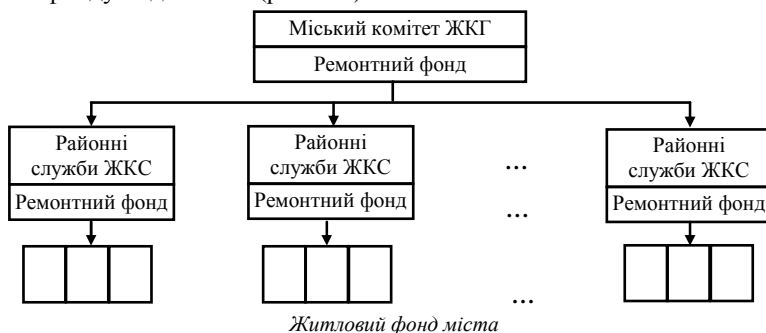 Міський комітет ЖКГ
Ремонтний фонд
Районні
служби ЖКС
Ремонтний фонд
Районні
служби ЖКС
Ремонтний фонд
...
...
Районні
служби ЖКС
Ремонтний фонд
...
Житловий фонд міста